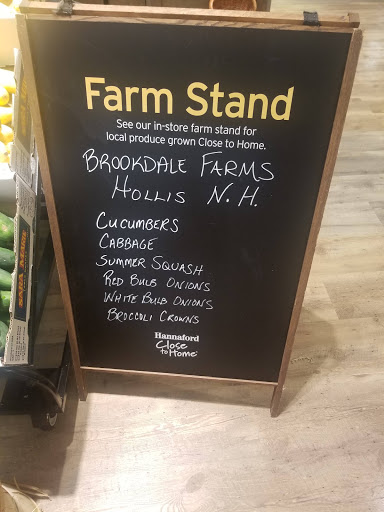 Farm Stand
See our in-store farm stand for
local produce grown Close to Home.
BROOKDALE FARMS
HOLLIS N.H.
CUCUMBERS
CABBAGE
SUMMER SQUASH
RED BULB ONIONS
WHITE BULB ONIONS
BROCCOLI CROWNS
Hannaford
Close
to Home